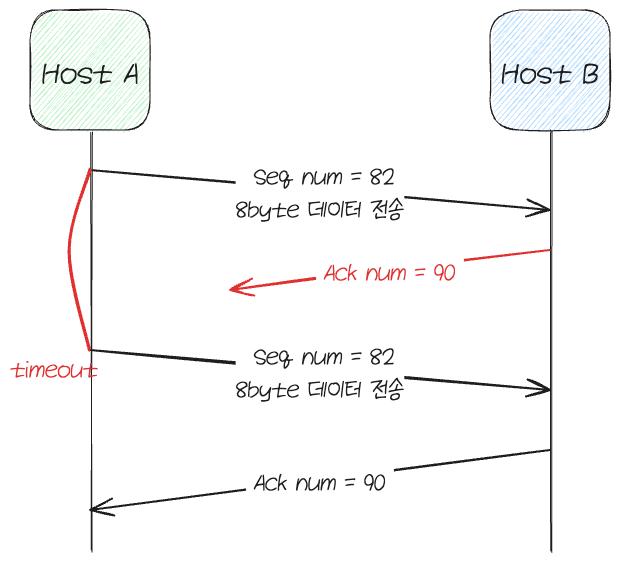 Host A
Host B
Seq num = 82
8byte 데이터 전송
Ack num = 90
timeout
Seq num = 82
8byte 데이터 전송
Ack num = 90